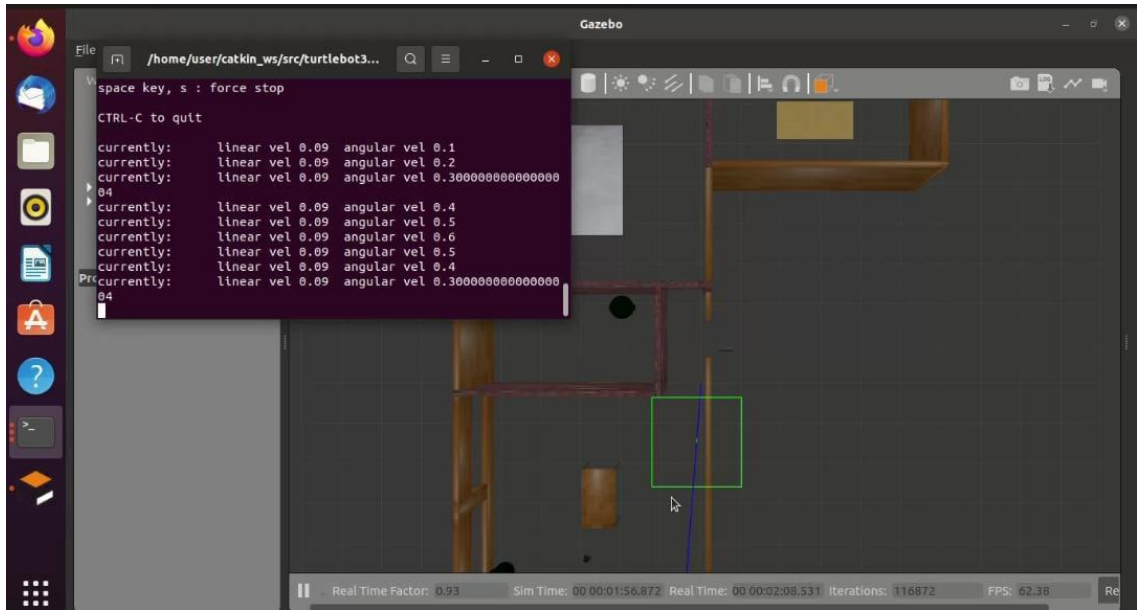 Gazebo
File
/home/user/catkin_ws/src/turtlebot3...
space key, s : force stop
CTRL-C to quit
currently: linear vel 0.09 angular vel 0.1
currently: linear vel 0.09 angular vel 0.2
currently: linear vel 0.09 angular vel 0.300000000000000
04
currently: linear vel 0.09 angular vel 0.4
currently: linear vel 0.09 angular vel 0.5
currently: linear vel 0.09 angular vel 0.6
currently: linear vel 0.09 angular vel 0.5
currently: linear vel 0.09 angular vel 0.4
currently: linear vel 0.09 angular vel 0.300000000000000
04
Pro
LOG
Real Time Factor: 0.93 Sim Time: 00 00:01:56.872 Real Time: 00 00:02:08.531 Iterations: 116872 FPS: 62.38 Re